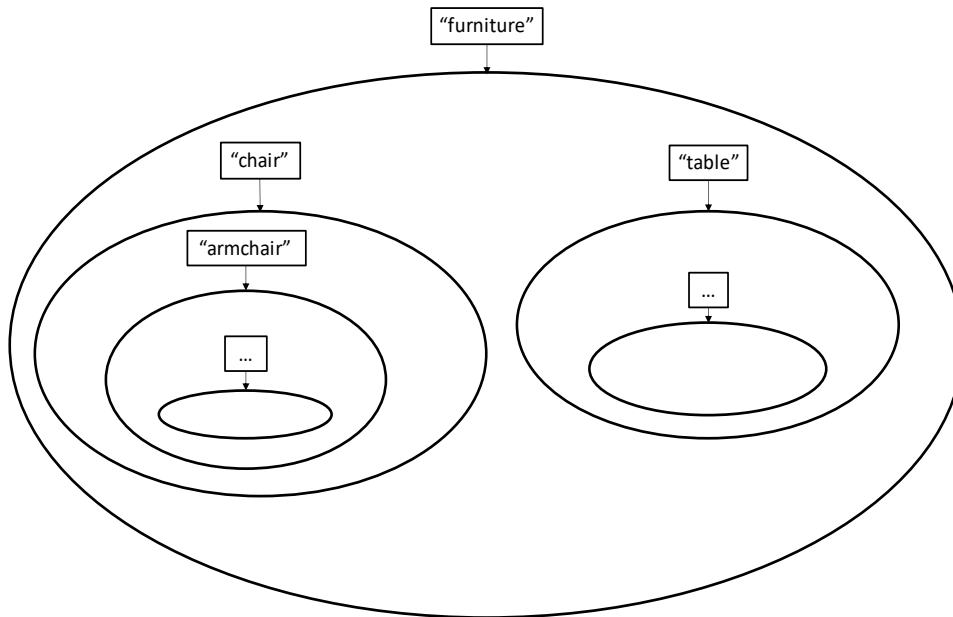 “furniture”
“chair”
“table”
“armchair”
...
...